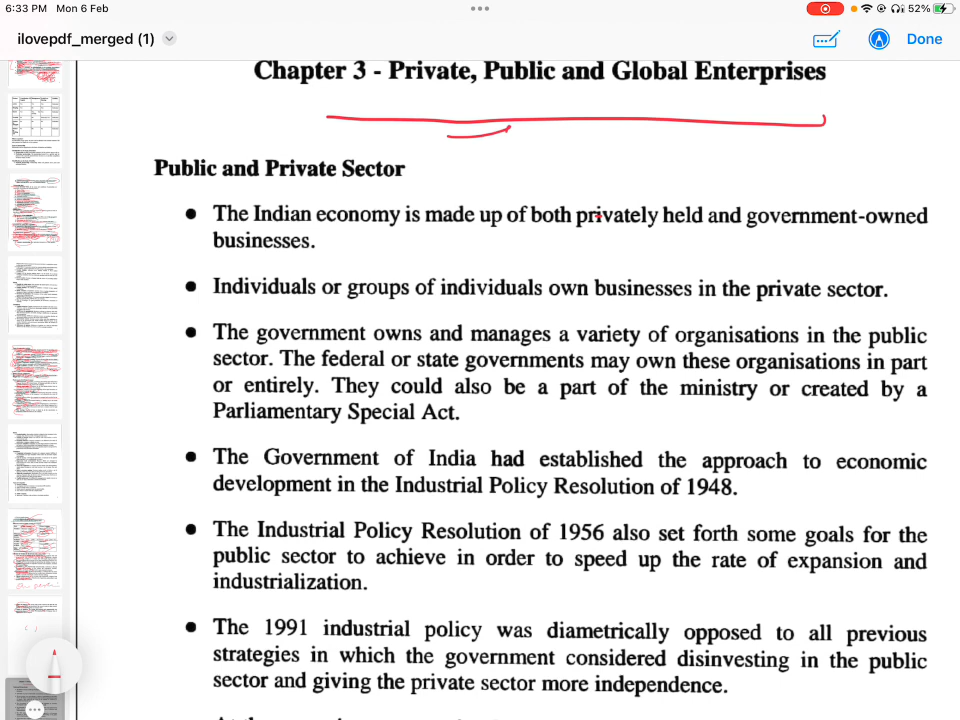 6:33 PM Mon 6 Feb
52%
ilovepdf_merged (1)
Done
Chapter 3 - Private, Public and Global Enterprises
Public and Private Sector
● The Indian economy is made up of both privately held and government-owned
businesses.
● Individuals or groups of individuals own businesses in the private sector.
● The government owns and manages a variety of organisations in the public
sector. The federal or state governments may own these organisations in part
or entirely. They could also be a part of the ministry or created by a
Parliamentary Special Act.
● The Government of India had established the approach to economic
development in the Industrial Policy Resolution of 1948.
● The Industrial Policy Resolution of 1956 also set forth some goals for the
public sector to achieve inorder to speed up the rate of expansion and
industrialization.
● The 1991 industrial policy was diametrically opposed to all previous
strategies in which the government considered disinvesting in the public
sector and giving the private sector more independence.